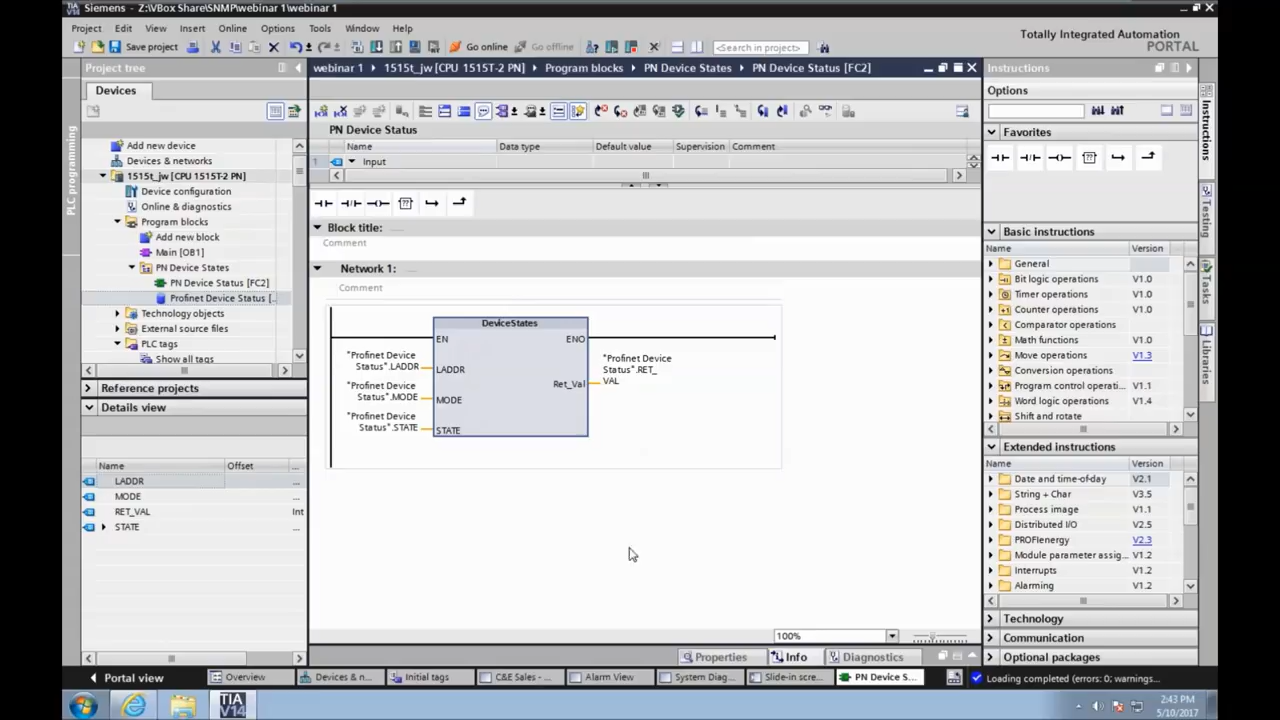 Siemens - Z:\VBox Share\SNMP\webinar 1\webinar 1
TIA
V14
Project Edit View Insert Online Options Tools Window Help
Totally Integrated Automation
PORTAL
Save project
Go online
Go offline
<Search in project>
Project tree
webinar 1
1515t_jw [CPU 1515T-2 PN]
Program blocks
PN Device States
PN Device Status [FC2]
Instructions
Devices
Options
PLC programming
Add new device
Devices & networks
1515t_jw [CPU 1515T-2 PN]
Device configuration
Online & diagnostics
Program blocks
Add new block
Main [OB1]
PN Device States
PN Device Status [FC2]
Profinet Device Status [..
Technology objects
External source files
PLC tags
Show all tags
Reference projects
Details view
Name Offset ...
LADDR ...
MODE ...
RET_VAL Int
STATE ...
PN Device Status
Name Data type Default value Supervision Comment
1 Input
??
Block title: .....
Comment
Network 1: .....
Comment
DeviceStates
EN ENO
"Profinet Device
Status".LADDR
LADDR
"Profinet Device
Status".MODE
MODE
"Profinet Device
Status".STATE
STATE
Ret_Val
"Profinet Device
Status".RET_
VAL
100%
Properties
Info
Diagnostics
Favorites
??
Basic instructions
Name Version
General
Bit logic operations V1.0
Timer operations V1.0
Counter operations V1.0
Comparator operations
Math functions V1.0
Move operations V1.3
Conversion operations
Program control operati... V1.1
Word logic operations V1.4
Shift and rotate
Extended instructions
Name Version
Date and time-of-day V2.1
String + Char V3.5
Process image V1.1
Distributed I/O V2.5
PROFIenergy V2.3
Module parameter assig... V1.2
Interrupts V1.2
Alarming V1.2
Technology
Communication
Optional packages
Instructions
Testing
Tasks
Libraries
Portal view
Overview
Devices & n...
Initial tags
C&E Sales - ...
Alarm View
System Diag...
Slide-in scre...
PN Device S...
Loading completed (errors: 0; warnings...
TIA
V14
2:43 PM
5/10/2017